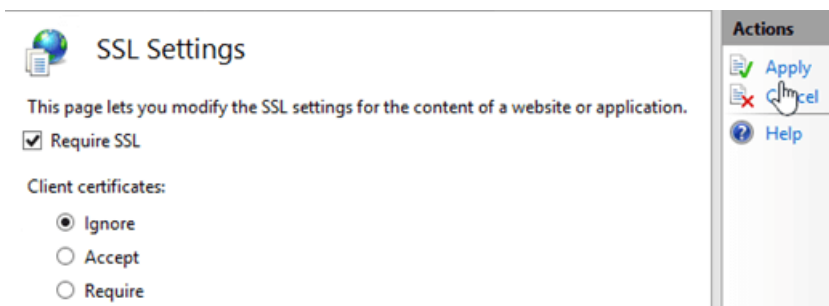 SSL Settings
This page lets you modify the SSL settings for the content of a website or application.
Require SSL
Client certificates:
Ignore
Accept
Require
Actions
Apply
Help